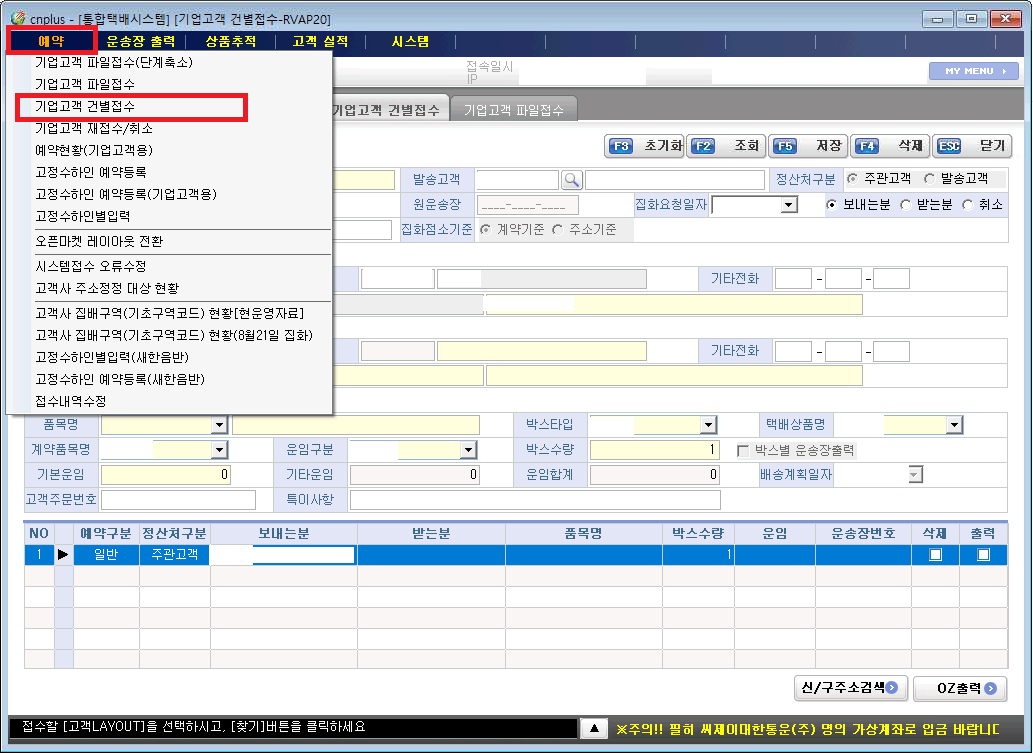 cnplus - [통합택배시스템] [기업고객 건별접수-RVAP20]
예약 운송장 출력 상품추적 고객 실적 시스템
접속일시
IP
MY MENU
기업고객 파일접수(단계축소)
기업고객 파일접수
기업고객 건별접수
기업고객 재접수/취소
예약현황(기업고객용)
고정수하인 예약등록
고정수하인 예약등록(기업고객용)
고정수하인별입력
오픈마켓 레이아웃 전환
시스템접수 오류수정
고객사 주소정정 대상 현황
고객사 집배구역(기초구역코드) 현황[현운영자료]
고객사 집배구역(기초구역코드) 현황(8월21일 집화)
고정수하인별입력(새한음반)
고정수하인 예약등록(새한음반)
접수내역수정
기업고객 건별접수 기업고객 파일접수
F3 초기화 F2 조회 F5 저장 F4 삭제 ESC 닫기
발송고객 정산처구분 주관고객 발송고객
원운송장 ____-____-____ 집화요청일자 보내는분 받는분 취소
집화점소기준 계약기준 주소기준
기타전화 - -
기타전화 - -
품목명 박스타입 택배상품명
계약품목명 운임구분 박스수량 1 박스별 운송장출력
기본운임 0 기타운임 0 운임합계 0 배송계획일자
고객주문번호 특이사항
NO 예약구분 정산처구분 보내는분 받는분 품목명 박스수량 운임 운송장번호 삭제 출력
1 일반 주관고객 1
신/구주소검색 OZ출력
접수할 [고객LAYOUT]을 선택하시고, [찾기]버튼을 클릭하세요
※주의!! 필히 씨제이대한통운(주) 명의 가상계좌로 입금 바랍니